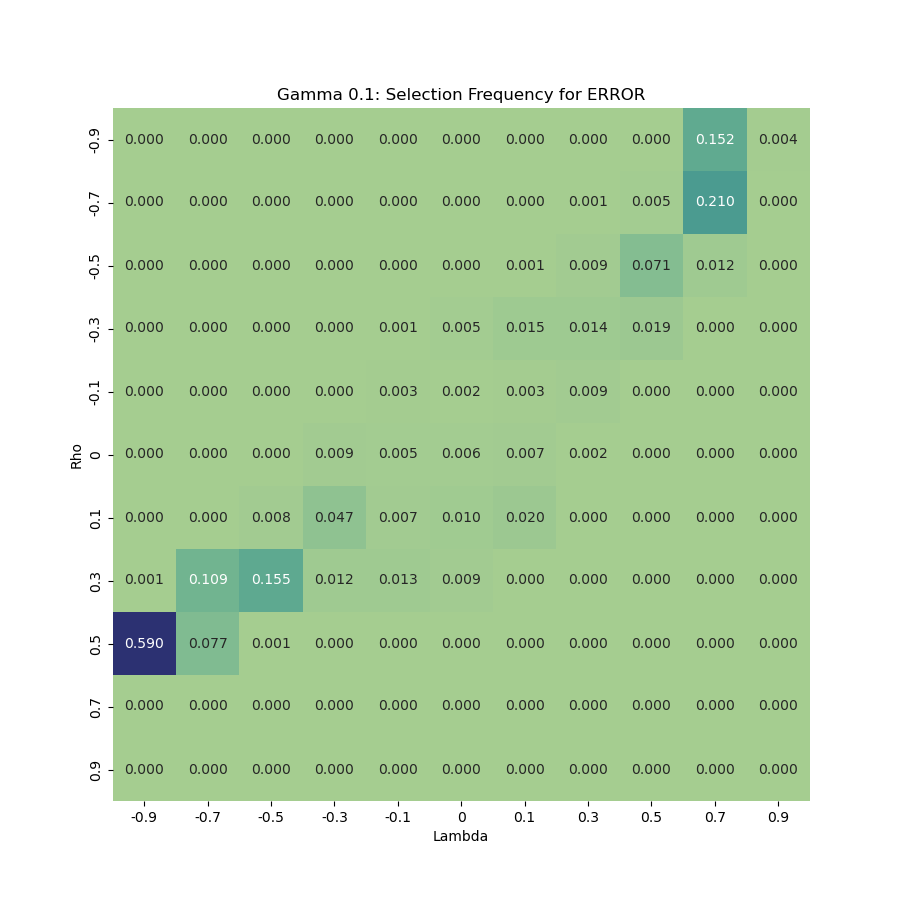 Gamma 0.1: Selection Frequency for ERROR
-0.9 0.000 0.000 0.000 0.000 0.000 0.000 0.000 0.000 0.000 0.152 0.004
-0.7 0.000 0.000 0.000 0.000 0.000 0.000 0.000 0.001 0.005 0.210 0.000
-0.5 0.000 0.000 0.000 0.000 0.000 0.000 0.001 0.009 0.071 0.012 0.000
-0.3 0.000 0.000 0.000 0.000 0.001 0.005 0.015 0.014 0.019 0.000 0.000
-0.1 0.000 0.000 0.000 0.000 0.003 0.002 0.003 0.009 0.000 0.000 0.000
Rho
0 0.000 0.000 0.000 0.009 0.005 0.006 0.007 0.002 0.000 0.000 0.000
0.1 0.000 0.000 0.008 0.047 0.007 0.010 0.020 0.000 0.000 0.000 0.000
0.3 0.001 0.109 0.155 0.012 0.013 0.009 0.000 0.000 0.000 0.000 0.000
0.5 0.590 0.077 0.001 0.000 0.000 0.000 0.000 0.000 0.000 0.000 0.000
0.7 0.000 0.000 0.000 0.000 0.000 0.000 0.000 0.000 0.000 0.000 0.000
0.9 0.000 0.000 0.000 0.000 0.000 0.000 0.000 0.000 0.000 0.000 0.000
-0.9 -0.7 -0.5 -0.3 -0.1 0 0.1 0.3 0.5 0.7 0.9
Lambda